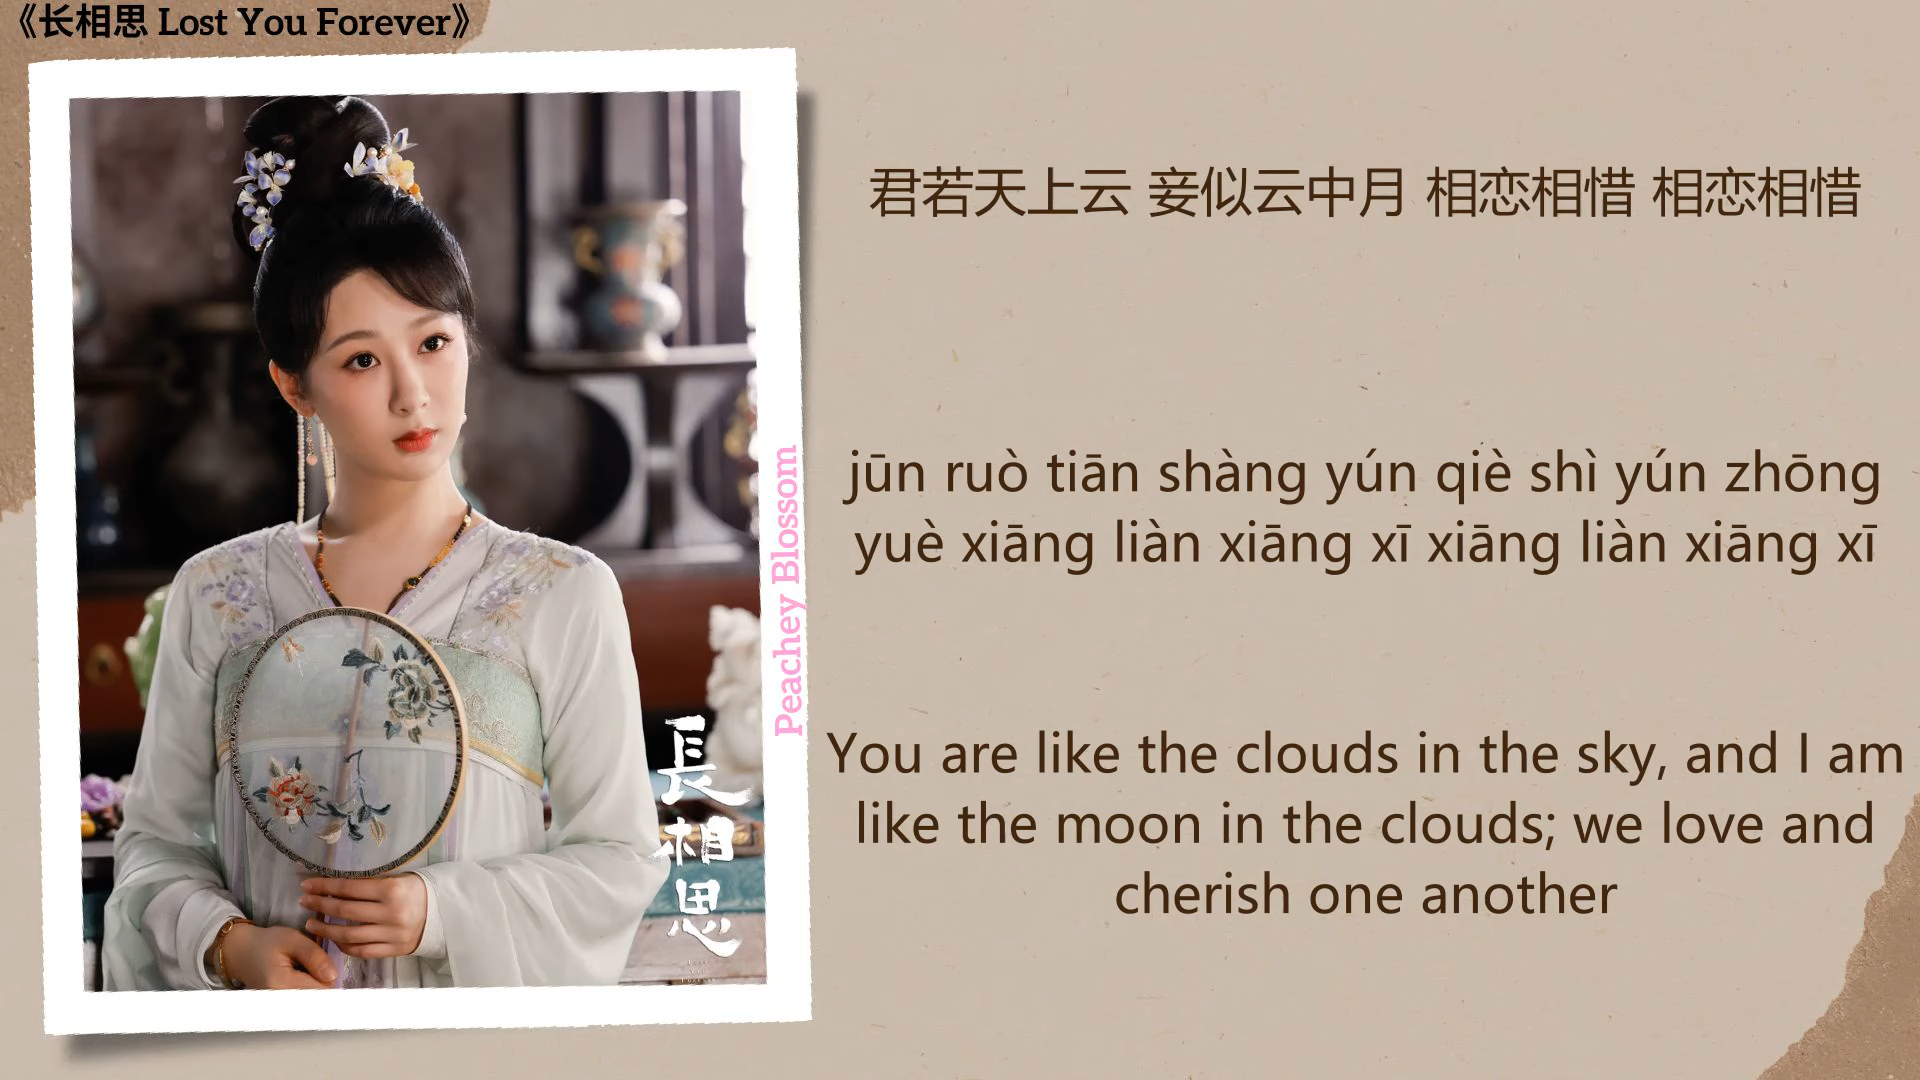 《长相思 Lost You Forever》
君若天上云 妾似云中月 相恋相惜 相恋相惜
jūn ruò tiān shàng yún qiè shì yún zhōng
yuè xiāng liàn xiāng xī xiāng liàn xiāng xī
You are like the clouds in the sky, and I am
like the moon in the clouds; we love and
cherish one another
Peachey Blossom
長
相
思